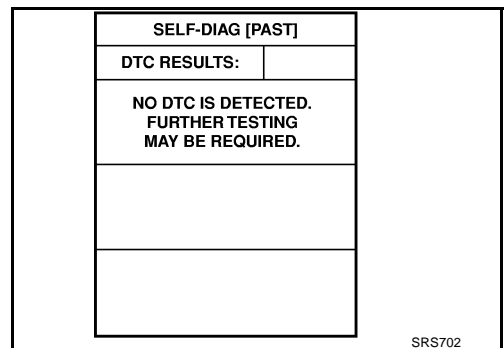 SELF-DIAG [PAST]
DTC RESULTS:
NO DTC IS DETECTED.
FURTHER TESTING
MAY BE REQUIRED.
SRS702